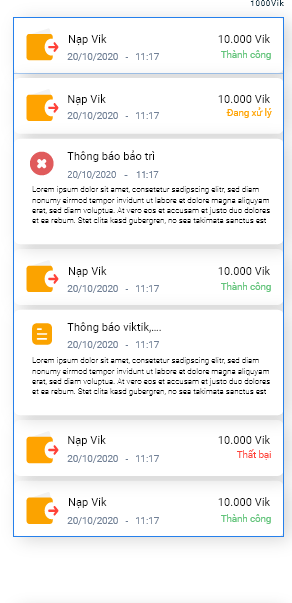 1000Vik
Nạp Vik 10.000 Vik
20/10/2020 - 11:17 Thành công
Nạp Vik 10.000 Vik
20/10/2020 - 11:17 Đang xử lý
Thông báo bảo trì
20/10/2020 - 11:17
Lorem ipsum dolor sit amet, consetetur sadipscing elitr, sed diam
nonumy eirmod tempor invidunt ut labore et dolore magna aliquyam
erat, sed diam voluptua. At vero eos et accusam et justo duo dolores
et ea rebum. Stet clita kasd gubergren, no sea takimata sanctus est
Nạp Vik 10.000 Vik
20/10/2020 - 11:17 Thành công
Thông báo viktik,....
20/10/2020 - 11:17
Lorem ipsum dolor sit amet, consetetur sadipscing elitr, sed diam
nonumy eirmod tempor invidunt ut labore et dolore magna aliquyam
erat, sed diam voluptua. At vero eos et accusam et justo duo dolores
et ea rebum. Stet clita kasd gubergren, no sea takimata sanctus est
Nạp Vik 10.000 Vik
20/10/2020 - 11:17 Thất bại
Nạp Vik 10.000 Vik
20/10/2020 - 11:17 Thành công